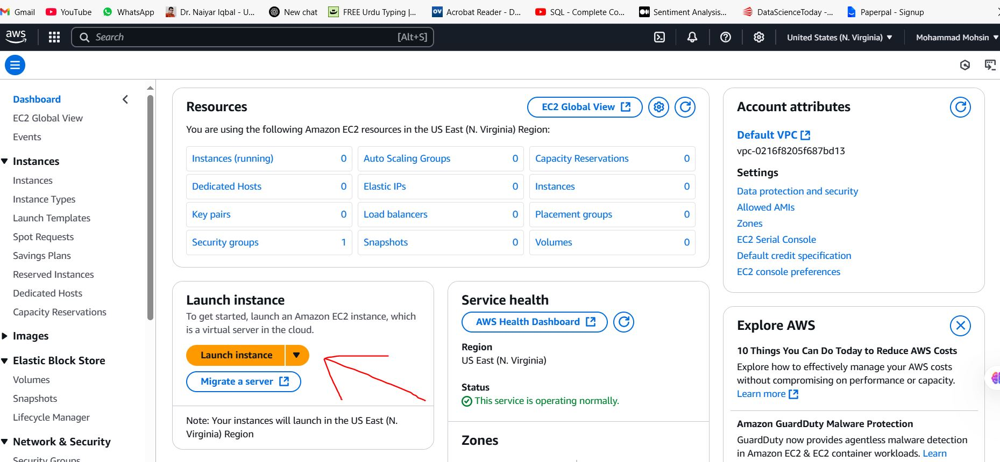 Gmail YouTube WhatsApp Dr. Naiyar Iqbal - U... New chat FREE Urdu Typing |... Acrobat Reader - D... SQL - Complete Co... Sentiment Analysis... DataScienceToday -... Paperpal - Signup
aws Search [Alt+S] United States (N. Virginia) Mohammad Mohsin
Dashboard
EC2 Global View
Events
Instances
Instances
Instance Types
Launch Templates
Spot Requests
Savings Plans
Reserved Instances
Dedicated Hosts
Capacity Reservations
Images
Elastic Block Store
Volumes
Snapshots
Lifecycle Manager
Network & Security
Security Groups
Resources
EC2 Global View
You are using the following Amazon EC2 resources in the US East (N. Virginia) Region:
Instances (running) 0 Auto Scaling Groups 0 Capacity Reservations 0
Dedicated Hosts 0 Elastic IPs 0 Instances 0
Key pairs 0 Load balancers 0 Placement groups 0
Security groups 1 Snapshots 0 Volumes 0
Launch instance
To get started, launch an Amazon EC2 instance, which
is a virtual server in the cloud.
Launch instance
Migrate a server
Note: Your instances will launch in the US East (N.
Virginia) Region
Service health
AWS Health Dashboard
Region
US East (N. Virginia)
Status
This service is operating normally.
Zones
Account attributes
Default VPC
vpc-0216f8205f687bd13
Settings
Data protection and security
Allowed AMIs
Zones
EC2 Serial Console
Default credit specification
EC2 console preferences
Explore AWS
10 Things You Can Do Today to Reduce AWS Costs
Explore how to effectively manage your AWS costs
without compromising on performance or capacity.
Learn more
Amazon GuardDuty Malware Protection
GuardDuty now provides agentless malware detection
in Amazon EC2 & EC2 container workloads. Learn